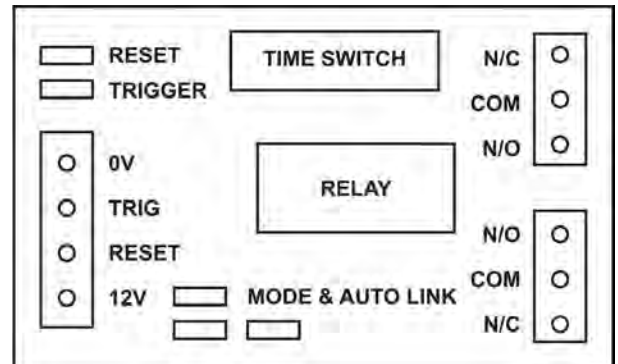 RESET
TRIGGER
TIME SWITCH
N/C
COM
N/O
0V
TRIG
RESET
12V
RELAY
MODE & AUTO LINK
N/O
COM
N/C